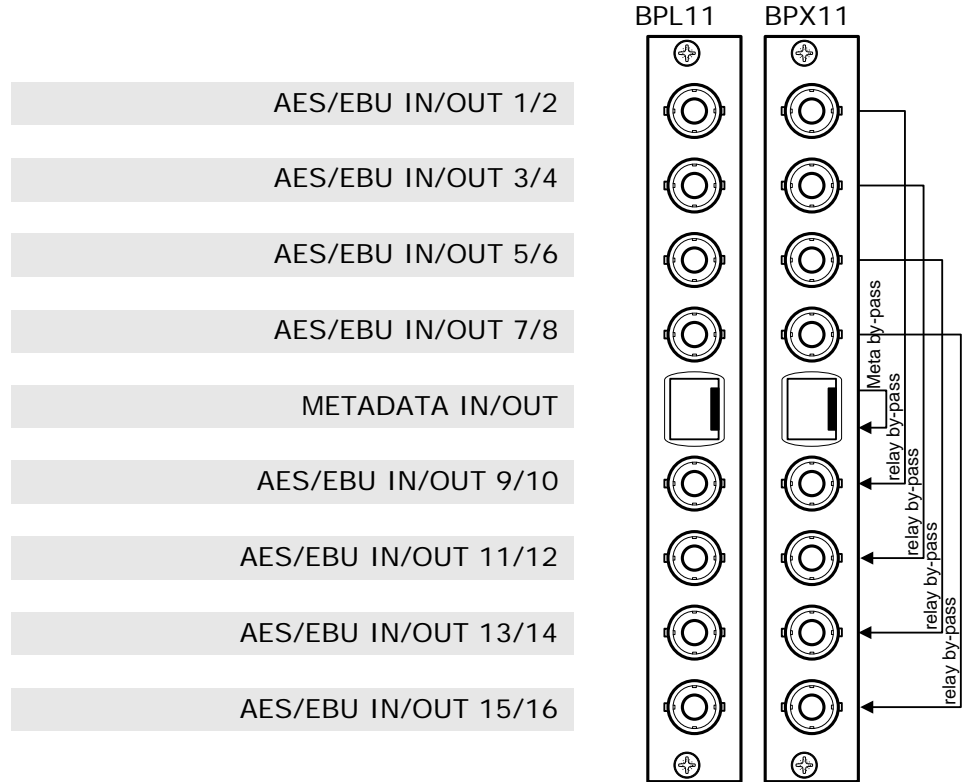 BPL11 BPX11
AES/EBU IN/OUT 1/2
AES/EBU IN/OUT 3/4
AES/EBU IN/OUT 5/6
AES/EBU IN/OUT 7/8
Meta by-pass
METADATA IN/OUT
relay by-pass
AES/EBU IN/OUT 9/10
relay by-pass
AES/EBU IN/OUT 11/12
relay by-pass
AES/EBU IN/OUT 13/14
relay by-pass
AES/EBU IN/OUT 15/16